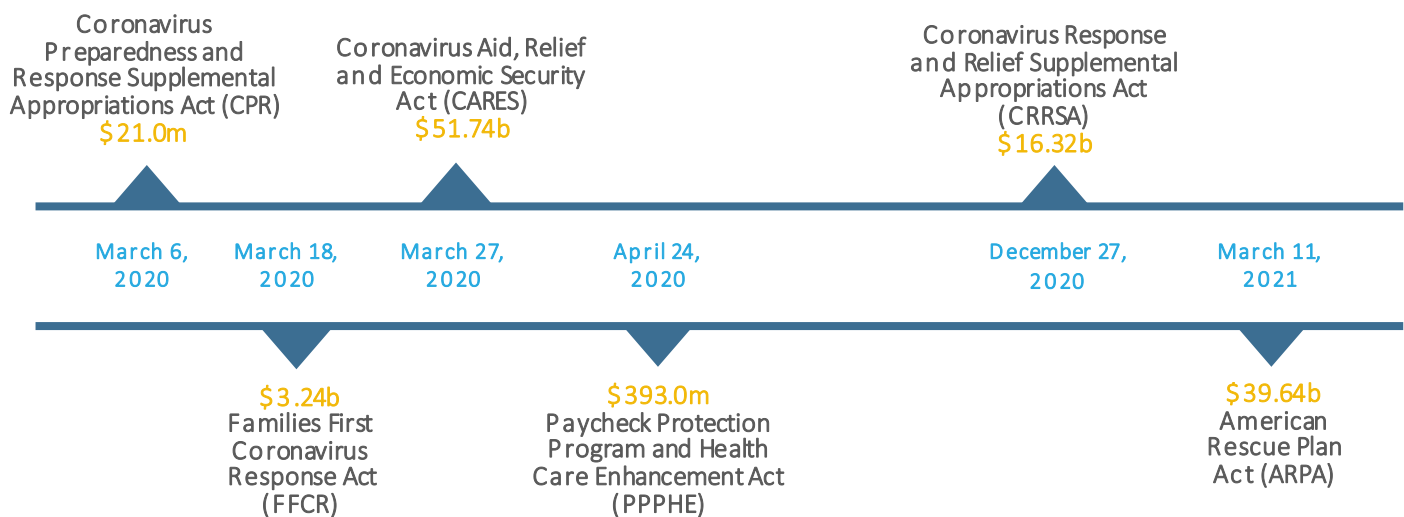 Coronavirus
Preparedness and
Response Supplemental
Appropriations Act (CPR)
$21.0m
Coronavirus Aid, Relief
and Economic Security
Act (CARES)
$51.74b
Coronavirus Response
and Relief Supplemental
Appropriations Act
(CRRSA)
$16.32b
March 6,
2020
March 18,
2020
March 27,
2020
April 24,
2020
December 27,
2020
March 11,
2021
$3.24b
Families First
Coronavirus
Response Act
(FFCR)
$393.0m
Paycheck Protection
Program and Health
Care Enhancement Act
(PPPHE)
$39.64b
American
Rescue Plan
Act (ARPA)